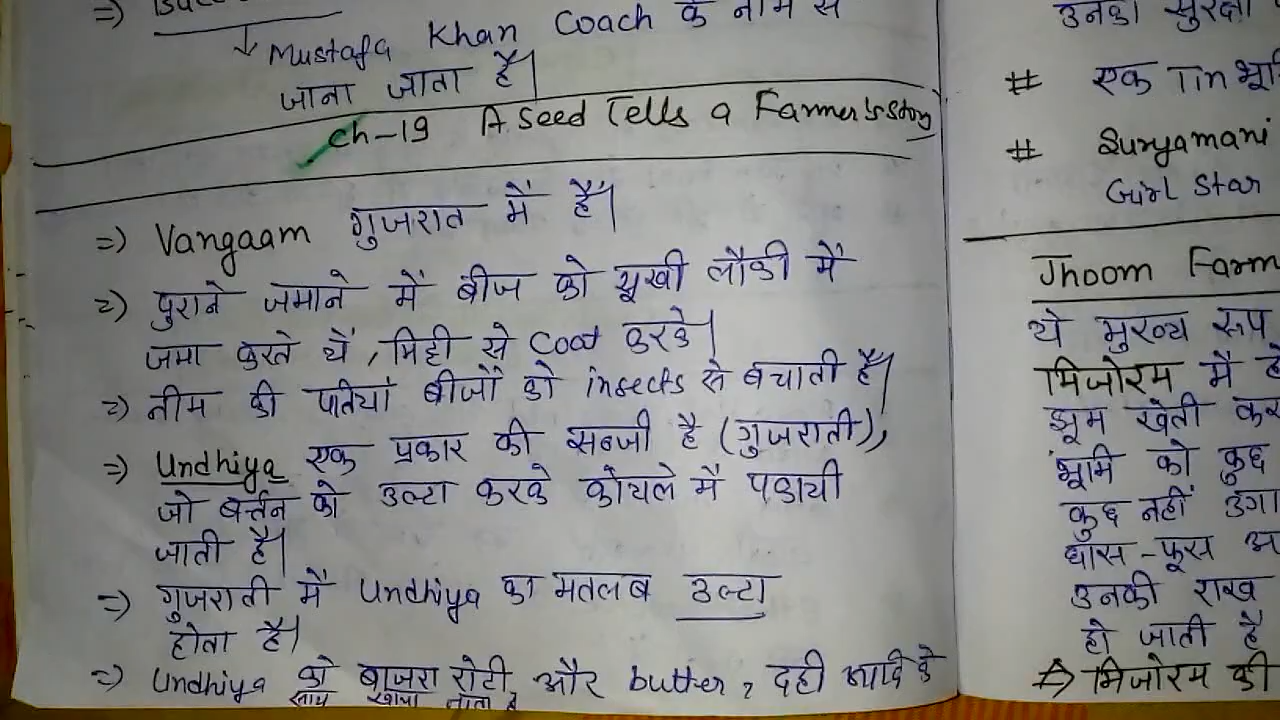 =)
↓ Mustafa Khan Coach के नाम से
जाना जाता है।
Ch-19 A Seed Tells a Farmer's Story
=) Vangaam गुजरात में हैं।
=) पुराने जमाने में बीज को सूखी लौकी में
जमा करते थें, मिट्टी से Coat करके।
=) नीम की पातियां बीजों को insects से बचाती है।
=) Undhiya एक प्रकार की सब्जी है (गुजराती),
जो बर्तन को उल्टा करके कोयले में पकायी
जाती है।
=) गुजराती में Undhiya का मतलब उल्टा
होता है।
=) Undhiya को बाजरा रोटी और butter, दही आदि के
साथ खाया जाता है
उनका सुरक्षा
# एक Tin
# Suryamani
Girl Star
Jhoom Farm
ये मुख्य रूप
मिजोरम में
झूम खेती
भूमि को कुछ
कुछ नहीं उगा
घास-फूस
उनकी राख
हो जाती है
=> मिजोरम की